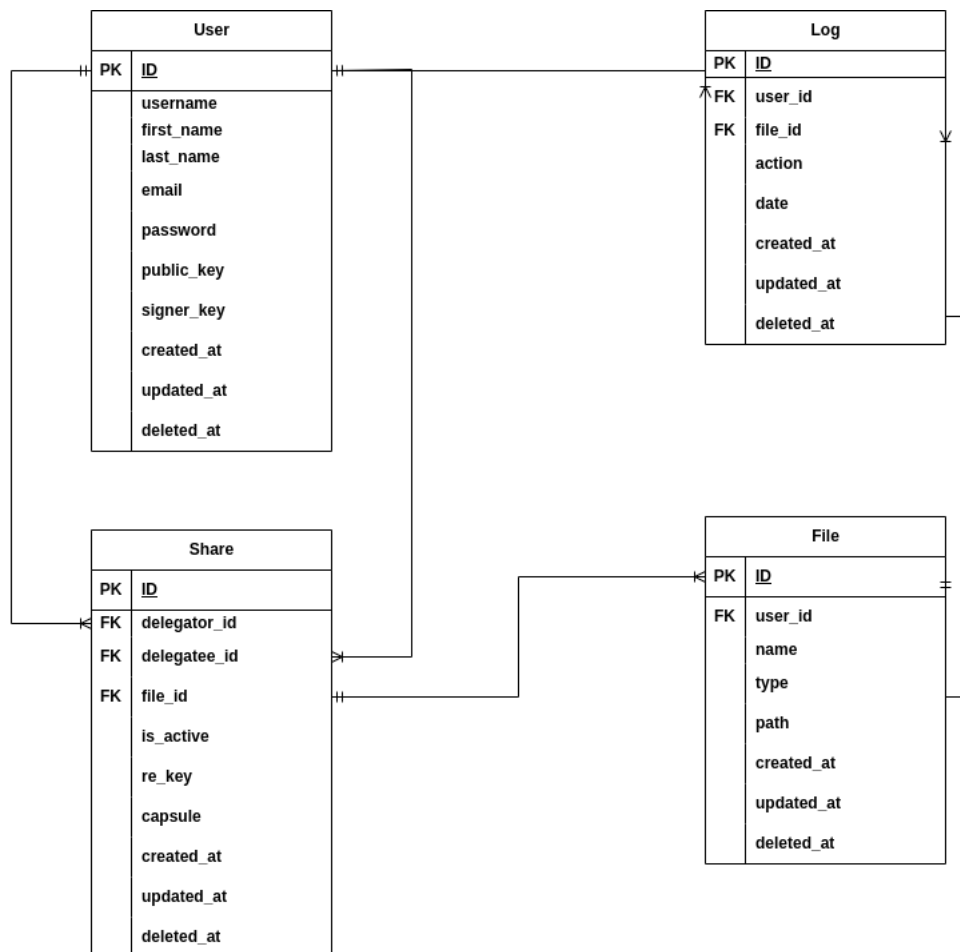 User
PK ID
username
first_name
last_name
email
password
public_key
signer_key
created_at
updated_at
deleted_at
Log
PK ID
FK user_id
FK file_id
action
date
created_at
updated_at
deleted_at
Share
PK ID
FK delegator_id
FK delegatee_id
FK file_id
is_active
re_key
capsule
created_at
updated_at
deleted_at
File
PK ID
FK user_id
name
type
path
created_at
updated_at
deleted_at